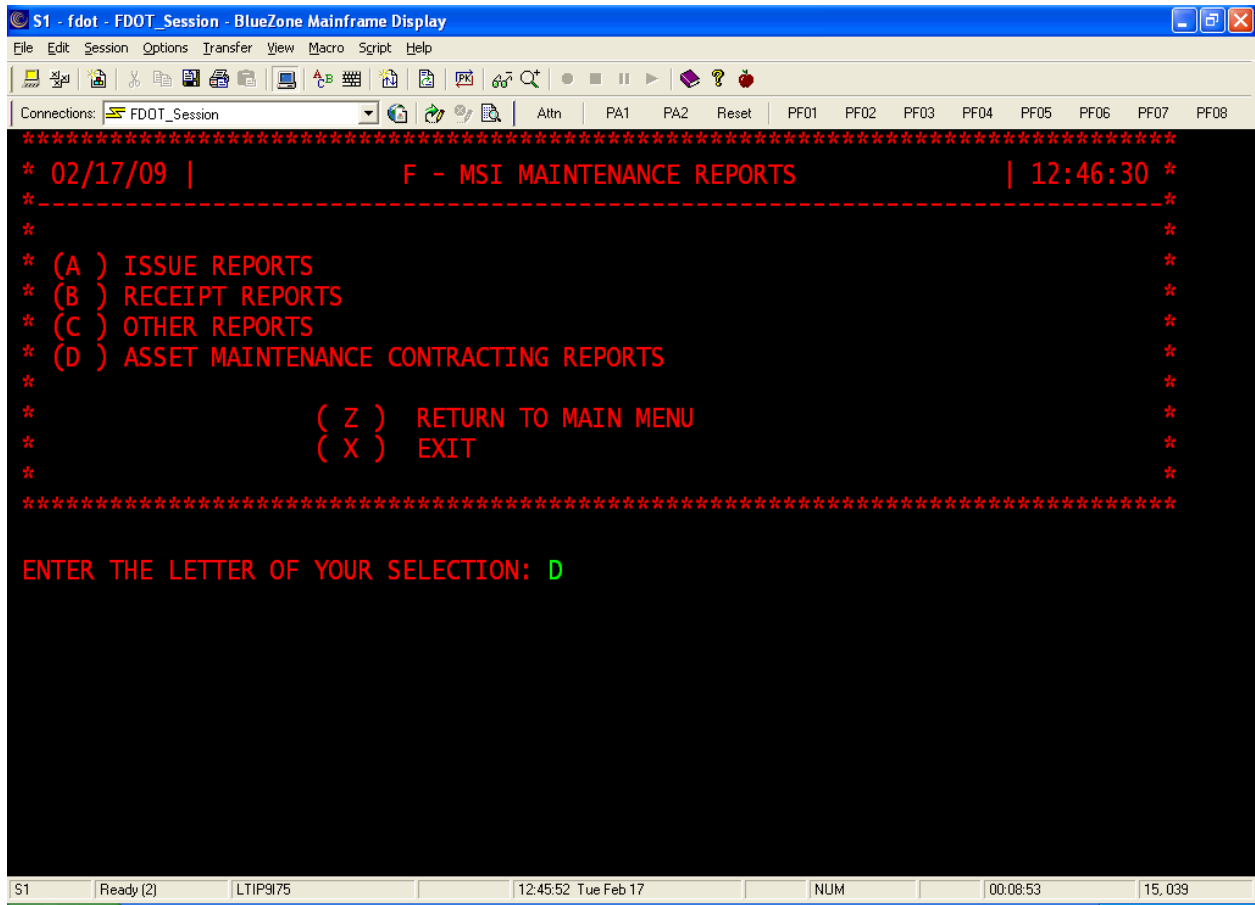 S1 - fdot - FDOT_Session - BlueZone Mainframe Display
File Edit Session Options Transfer View Macro Script Help
Connections: FDOT_Session Attn PA1 PA2 Reset PF01 PF02 PF03 PF04 PF05 PF06 PF07 PF08
*******************************************************************************
* 02/17/09 | F - MSI MAINTENANCE REPORTS | 12:46:30 *
*-----------------------------------------------------------------------------*
* *
* (A ) ISSUE REPORTS *
* (B ) RECEIPT REPORTS *
* (C ) OTHER REPORTS *
* (D ) ASSET MAINTENANCE CONTRACTING REPORTS *
* *
* ( Z ) RETURN TO MAIN MENU *
* ( X ) EXIT *
* *
*******************************************************************************
ENTER THE LETTER OF YOUR SELECTION: D
S1 Ready (2) LTIP9I75 12:45:52 Tue Feb 17 NUM 00:08:53 15, 039